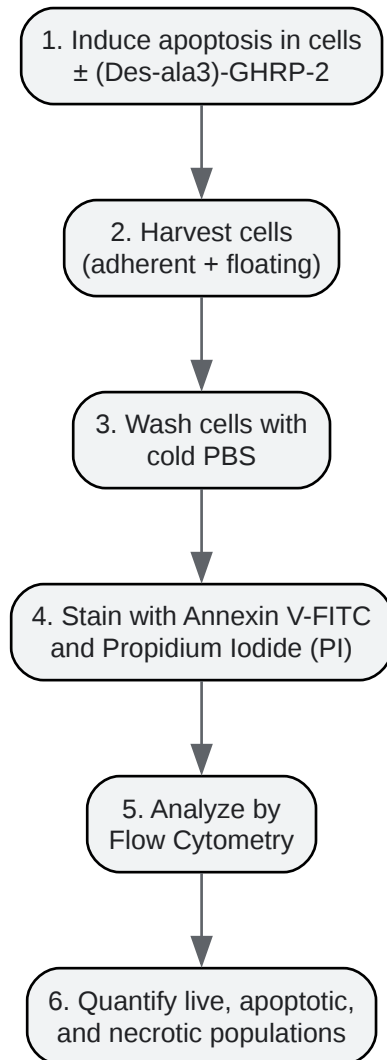 1. Induce apoptosis in cells
± (Des-ala3)-GHRP-2
2. Harvest cells
(adherent + floating)
3. Wash cells with
cold PBS
4. Stain with Annexin V-FITC
and Propidium Iodide (PI)
5. Analyze by
Flow Cytometry
6. Quantify live, apoptotic,
and necrotic populations